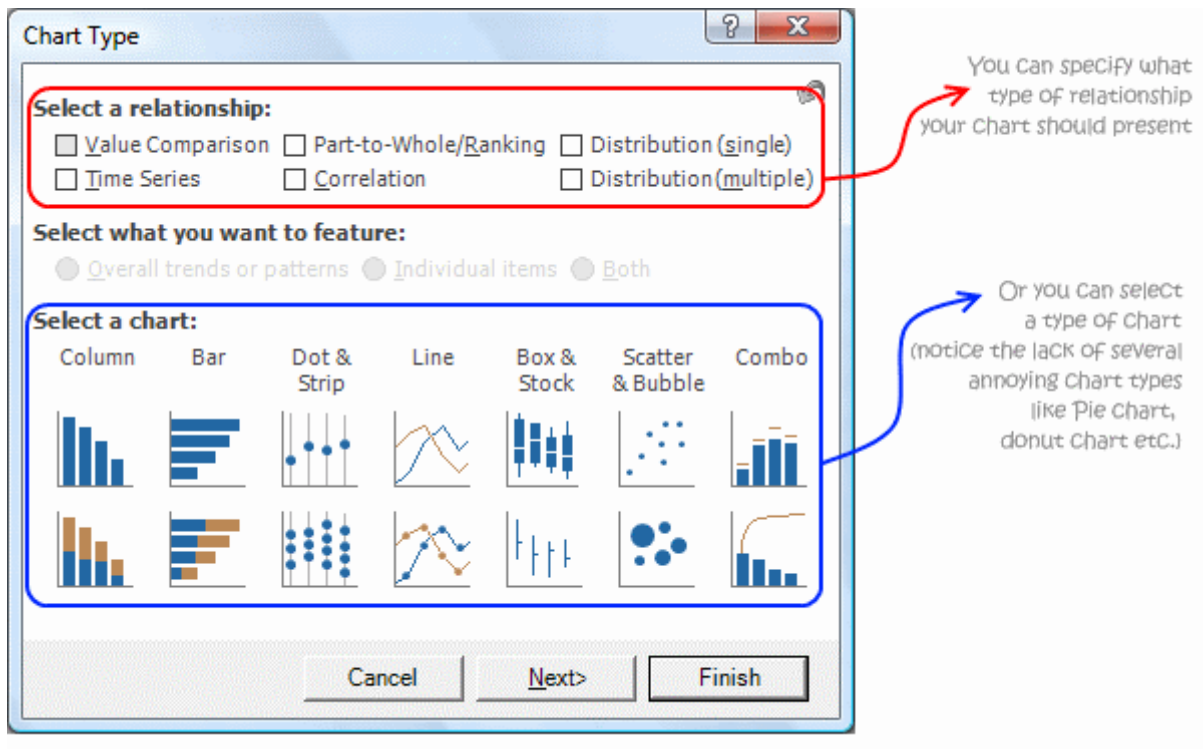 Chart Type
Select a relationship:
Value Comparison Part-to-Whole/Ranking Distribution (single)
Time Series Correlation Distribution (multiple)
Select what you want to feature:
Overall trends or patterns Individual items Both
Select a chart:
Column Bar Dot & Line Box & Scatter Combo
Strip Stock & Bubble
Cancel Next> Finish
You can specify what
type of relationship
your chart should present
Or you can select
a type of chart
(notice the lack of several
annoying chart types
like Pie chart,
donut chart etc.)